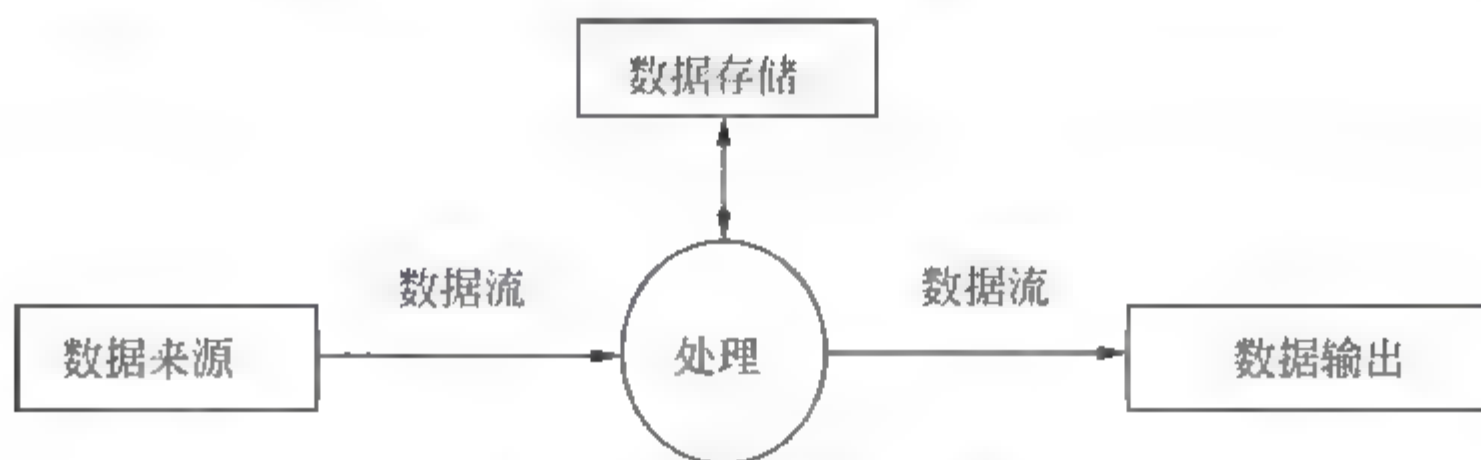 数据存储
数据流
数据流
数据来源
处理
数据输出